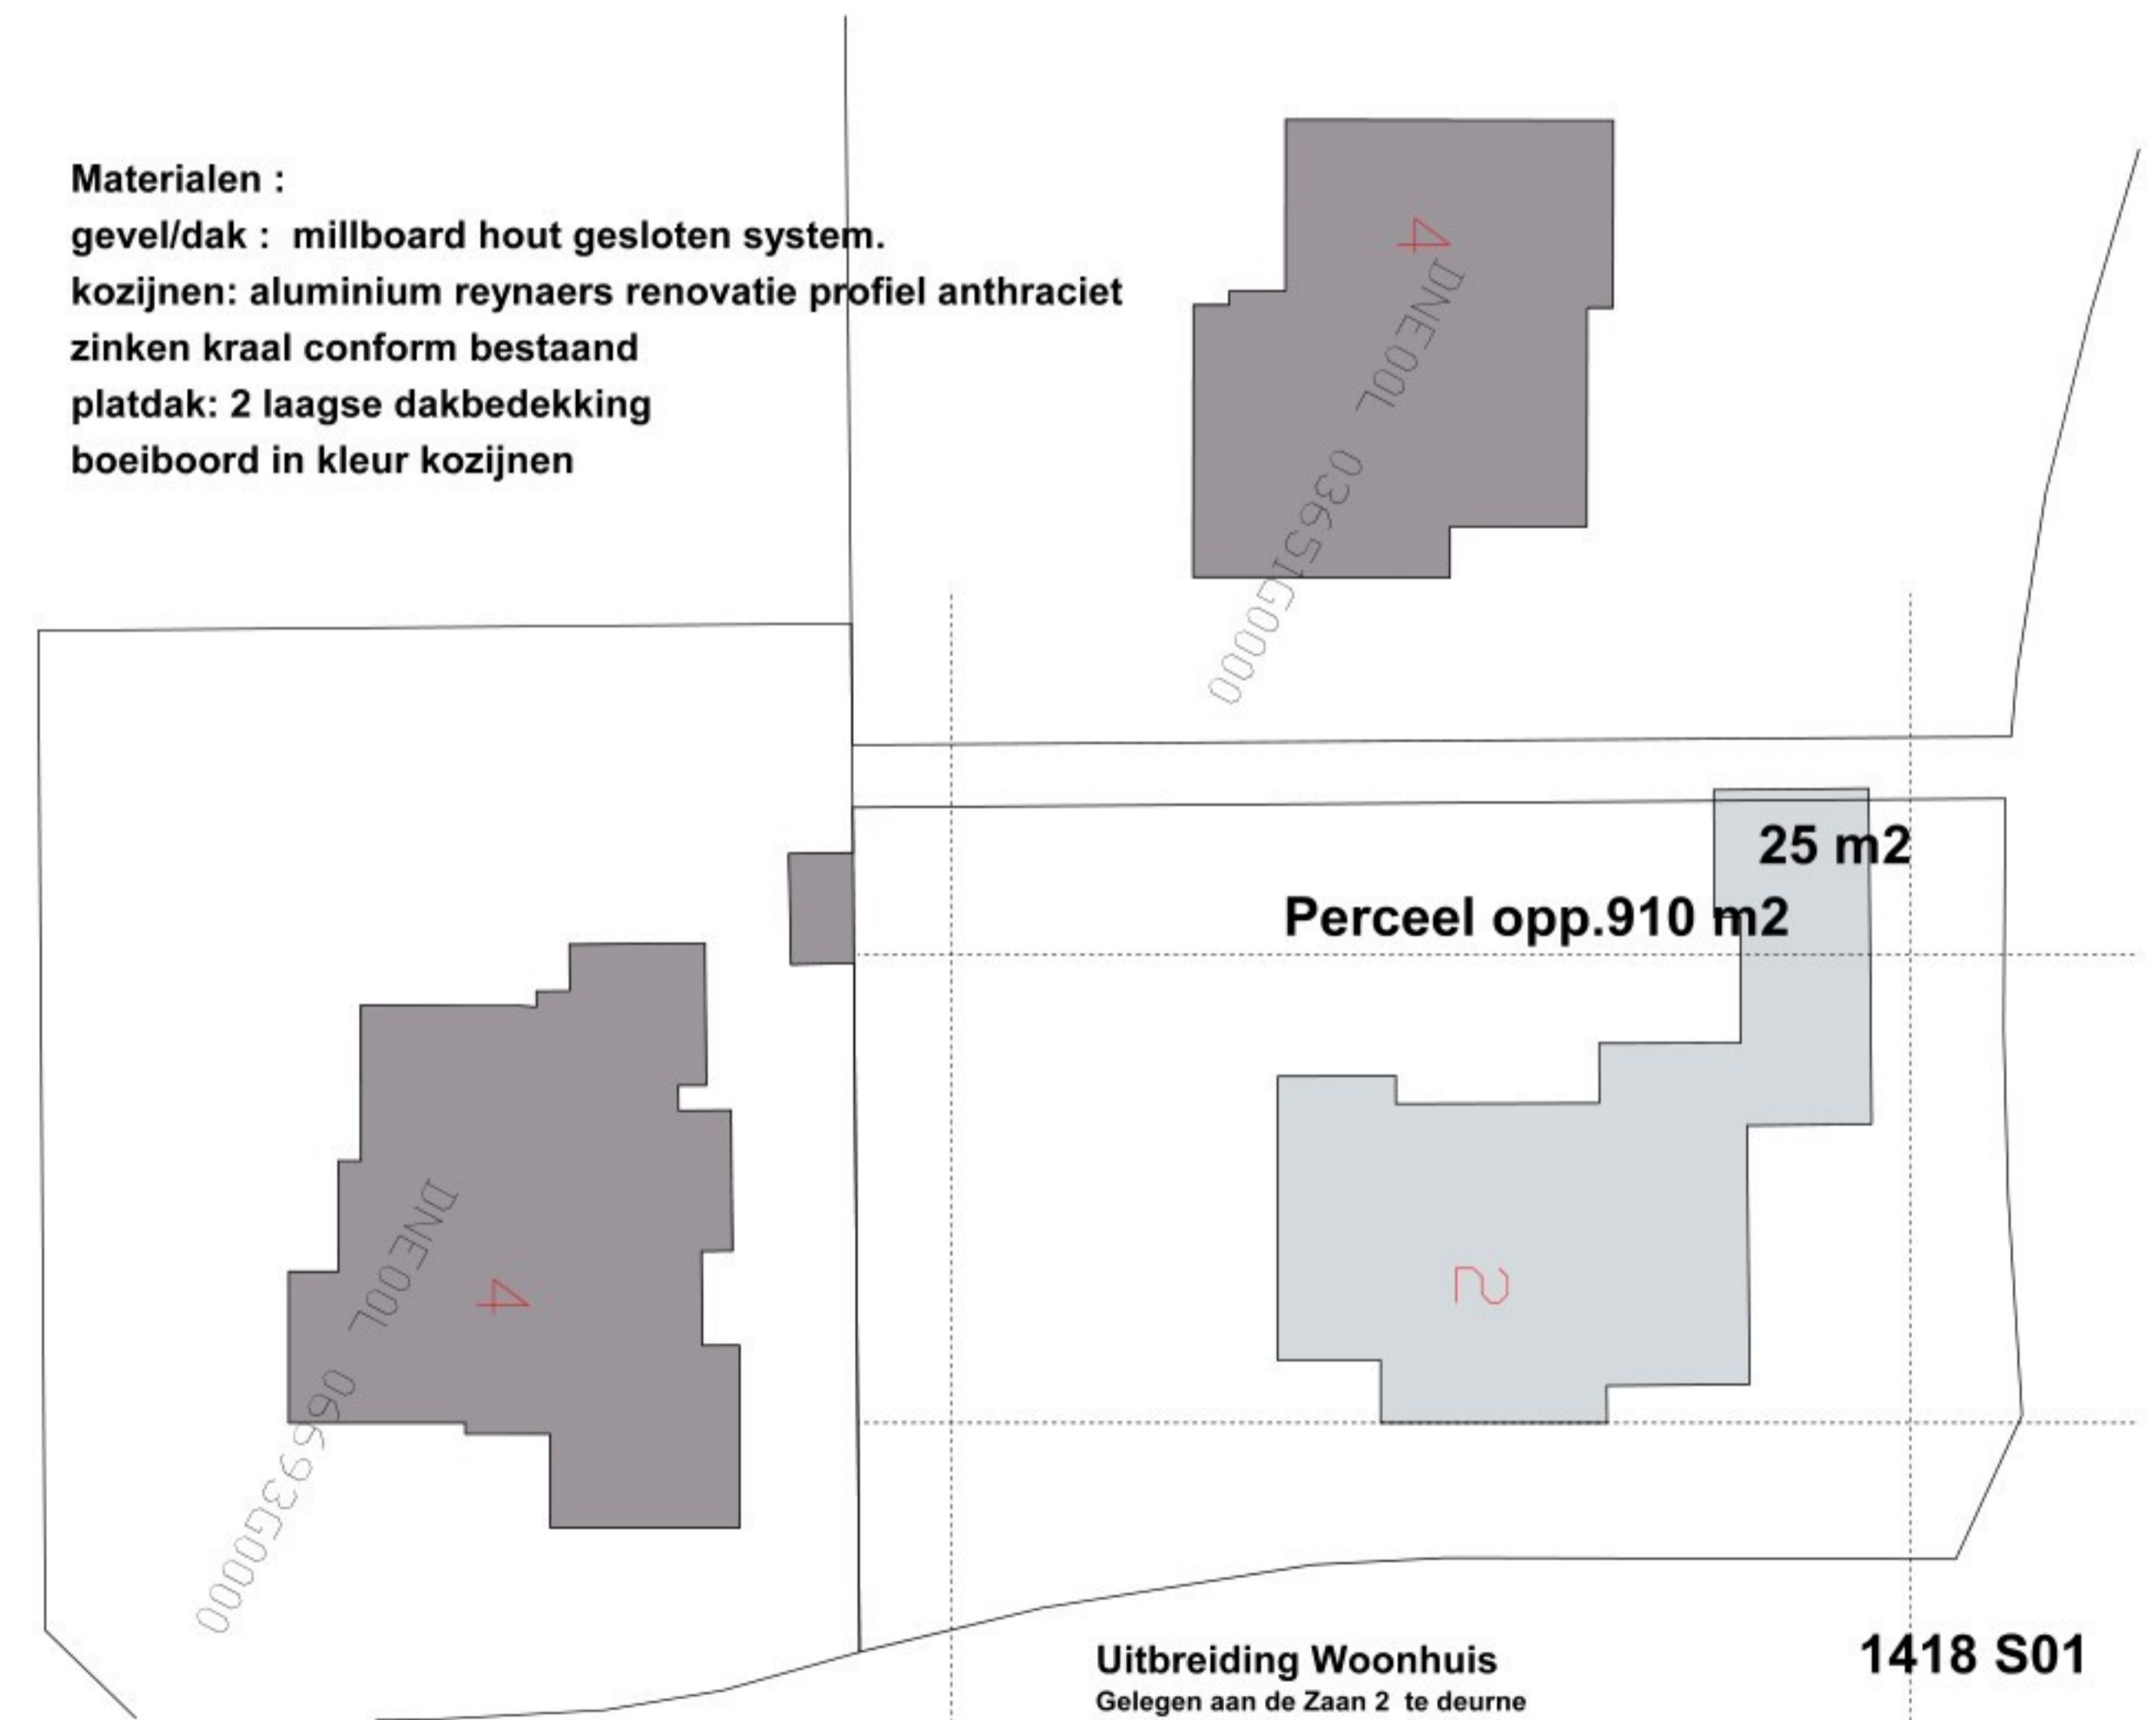 Materialen :
gevel/dak :  millboard hout gesloten system.
kozijnen: aluminium reynaers renovatie profiel anthraciet
zinken kraal conform bestaand
platdak: 2 laagse dakbedekking
boeiboord in kleur kozijnen
4
DNE00L 03651G0000
25 m2
Perceel opp.910 m2
DNE00L 06693G0000
4
2
Uitbreiding Woonhuis
Gelegen aan de Zaan 2  te deurne
1418 S01